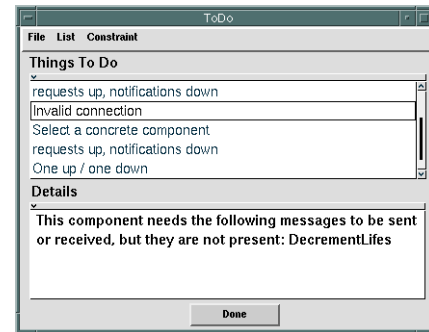 ToDo
File List Constraint
Things To Do
requests up, notifications down
Invalid connection
Select a concrete component
requests up, notifications down
One up / one down
Details
This component needs the following messages to be sent
or received, but they are not present: DecrementLifes
Done